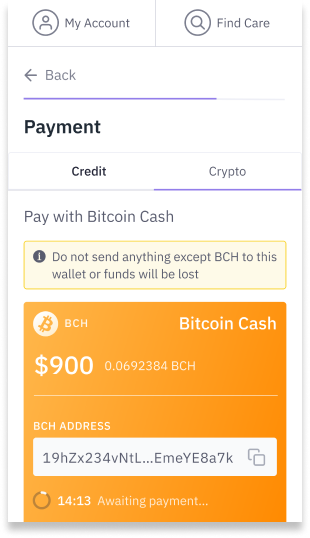 My Account
Find Care
Back
Payment
Credit
Crypto
Pay with Bitcoin Cash
Do not send anything except BCH to this
wallet or funds will be lost
BCH
Bitcoin Cash
$900
0.0692384 BCH
BCH ADDRESS
19hZx234vNtL...EmeYE8a7k
14:13 Awaiting payment...